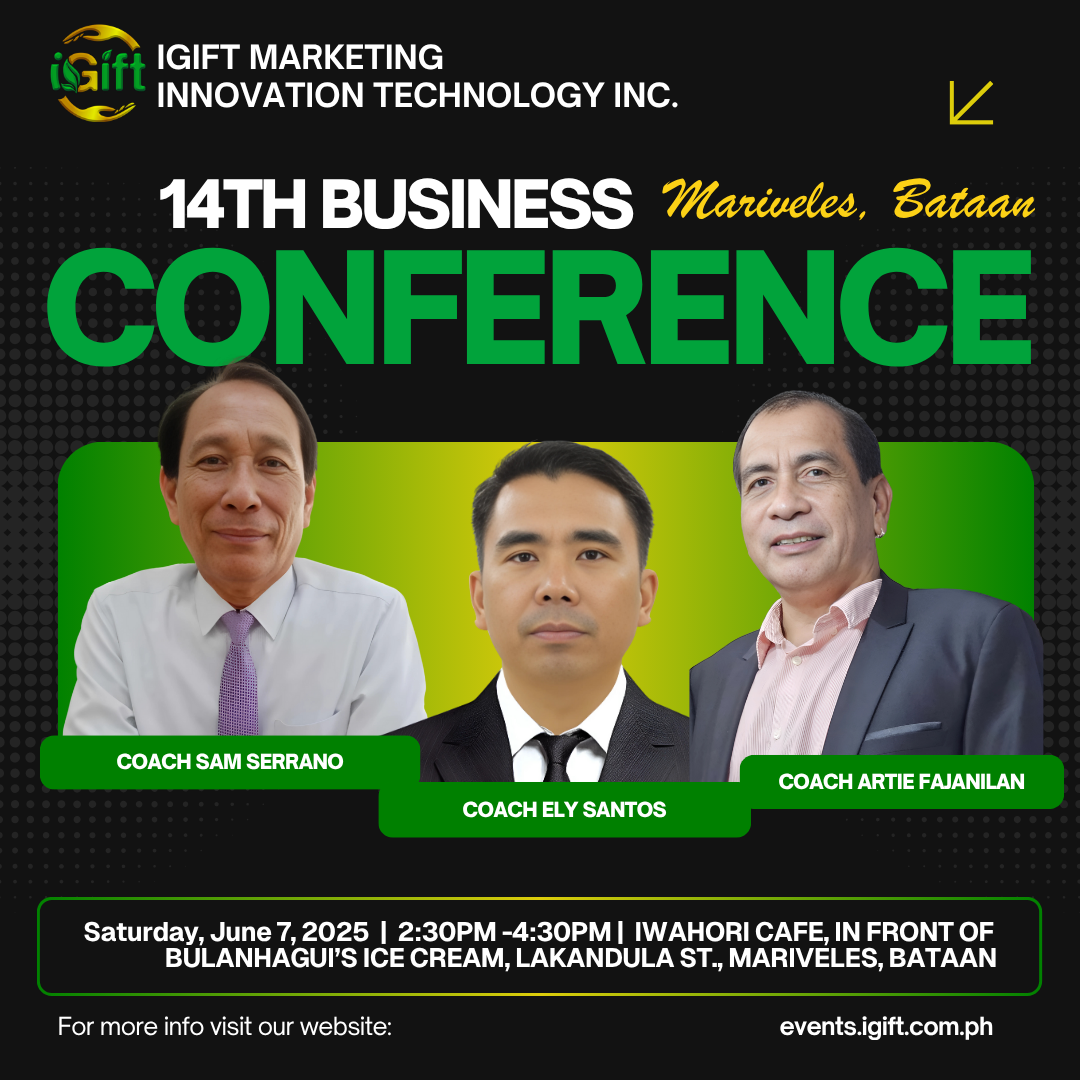 iGift
IGIFT MARKETING
INNOVATION TECHNOLOGY INC.
14TH BUSINESS Mariveles, Bataan
CONFERENCE
COACH SAM SERRANO
COACH ELY SANTOS
COACH ARTIE FAJANILAN
Saturday, June 7, 2025 | 2:30PM -4:30PM | IWAHORI CAFE, IN FRONT OF
BULANHAGUI’S ICE CREAM, LAKANDULA ST., MARIVELES, BATAAN
For more info visit our website: events.igift.com.ph